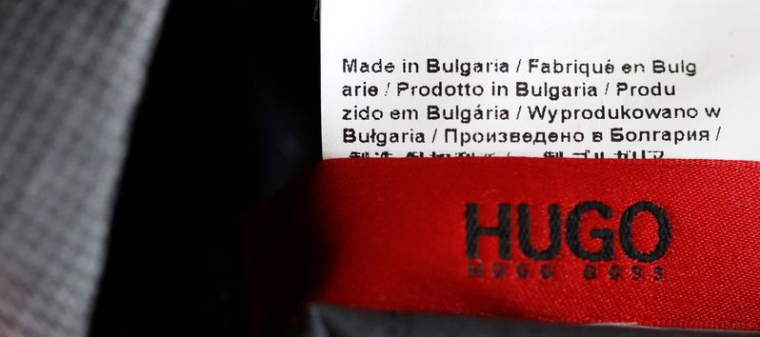 Made in Bulgaria / Fabriqué en Bulg
arie / Prodotto in Bulgaria / Produ
zido em Bulgária / Wyprodukowano w
Bułgaria / Произведено в Болгария /
HUGO
HUGO BOSS